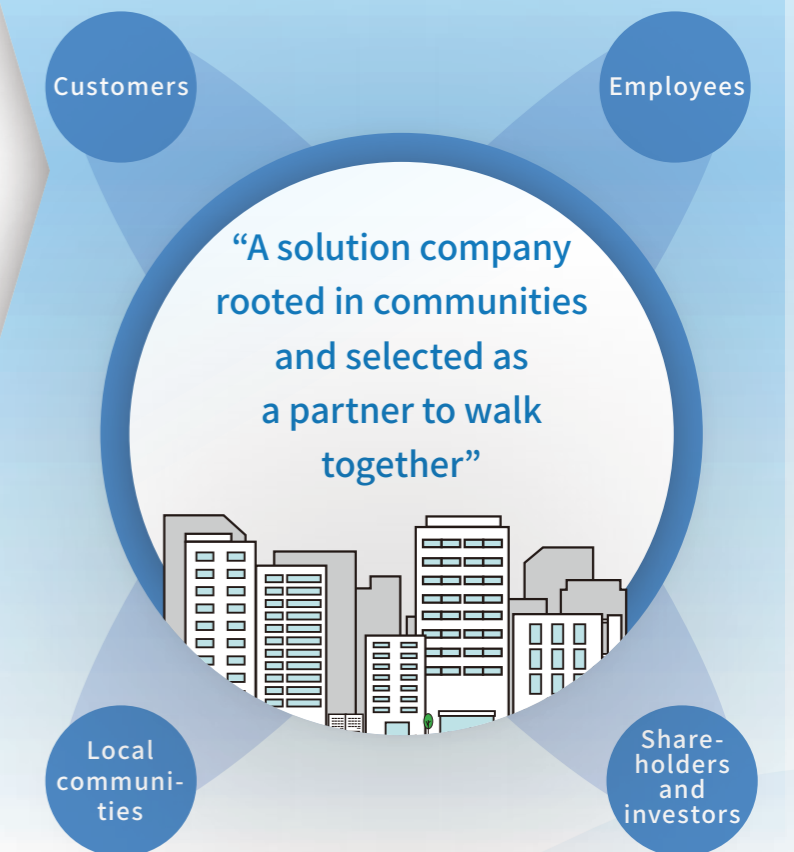 Customers
Employees
“A solution company
rooted in communities
and selected as
a partner to walk
together”
Local
communi-
ties
Share-
holders
and
investors